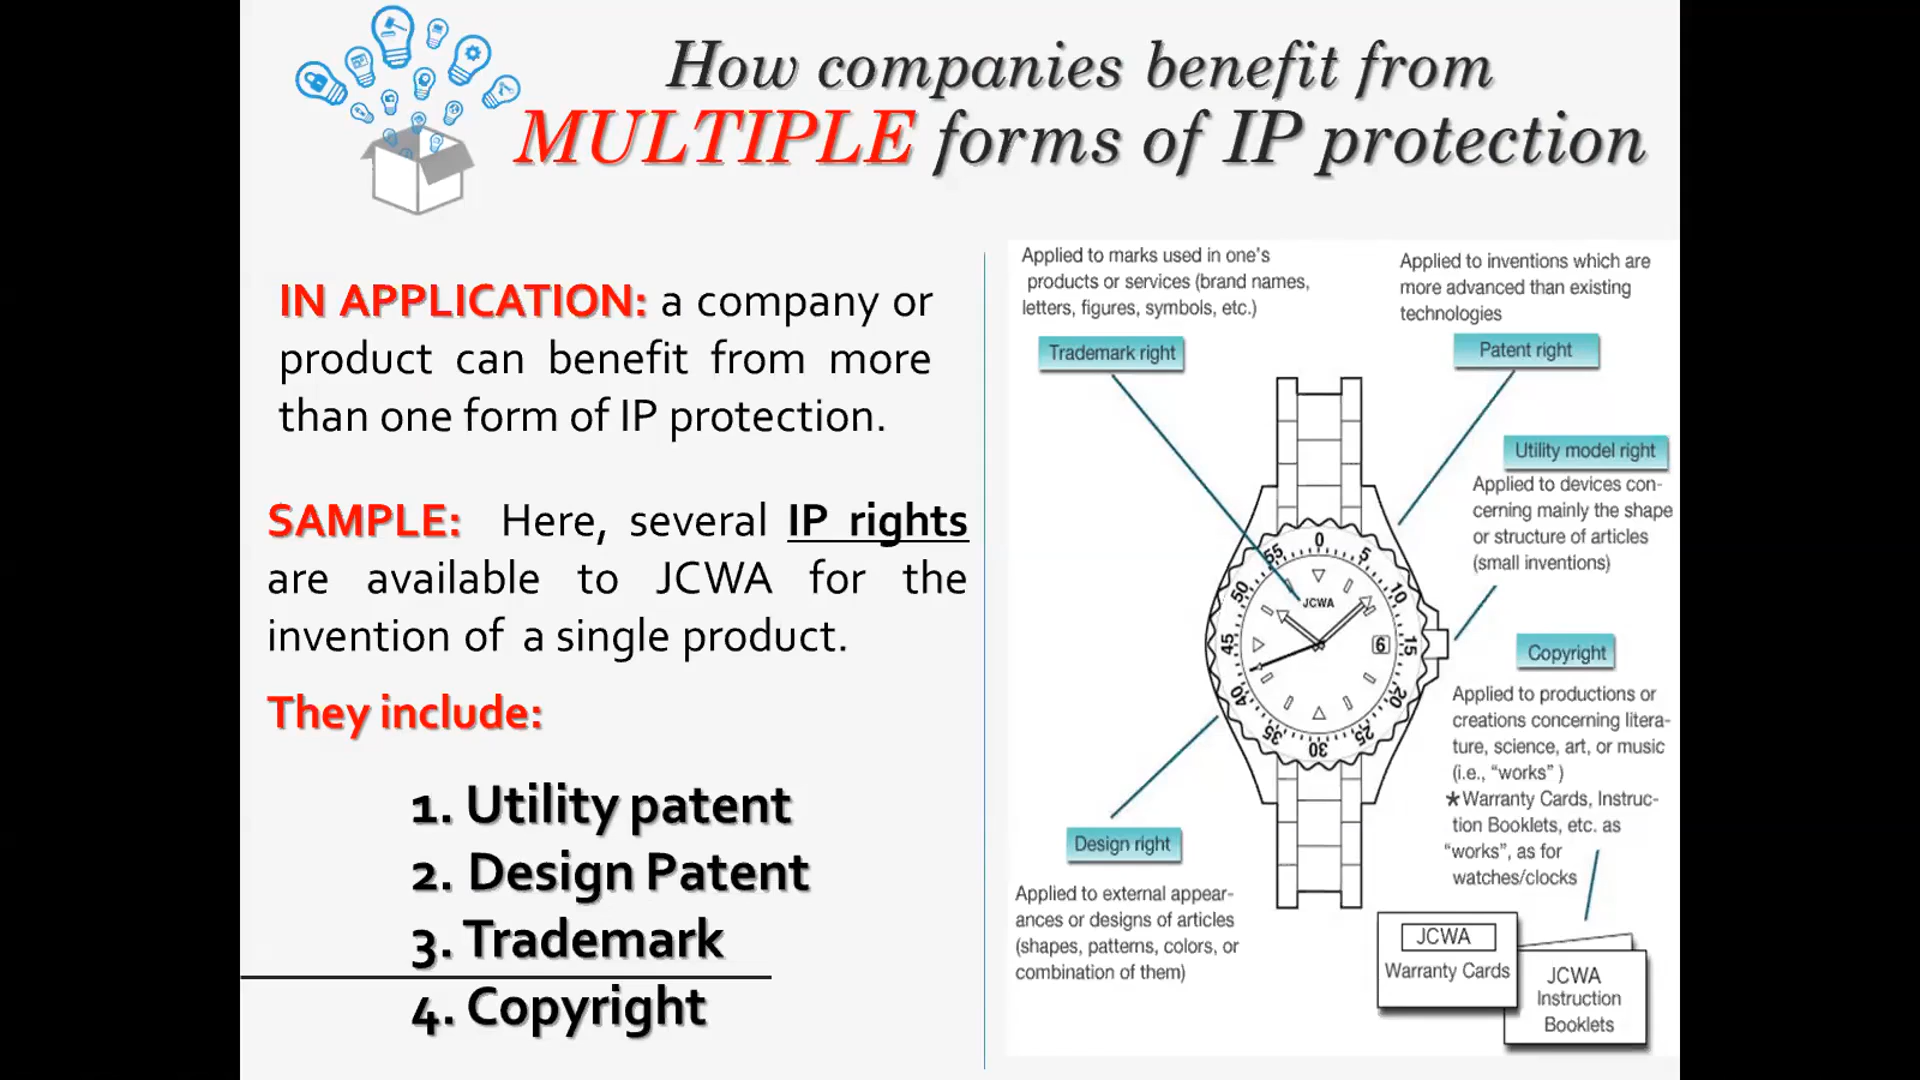 How companies benefit from
MULTIPLE forms of IP protection
IN APPLICATION: a company or
product can benefit from more
than one form of IP protection.
SAMPLE: Here, several IP rights
are available to JCWA for the
invention of a single product.
They include:
1. Utility patent
2. Design Patent
3. Trademark
4. Copyright
Applied to marks used in one's
products or services (brand names,
letters, figures, symbols, etc.)
Trademark right
Applied to inventions which are
more advanced than existing
technologies
Patent right
Utility model right
Applied to devices con-
cerning mainly the shape
or structure of articles
(small inventions)
Copyright
Applied to productions or
creations concerning litera-
ture, science, art, or music
(i.e., “works” )
*Warranty Cards, Instruc-
tion Booklets, etc. as
“works”, as for
watches/clocks
0
5
10
15
20
25
30
35
40
45
50
55
JCWA
6
Design right
Applied to external appear-
ances or designs of articles
(shapes, patterns, colors, or
combination of them)
JCWA
Warranty Cards
JCWA
Instruction
Booklets